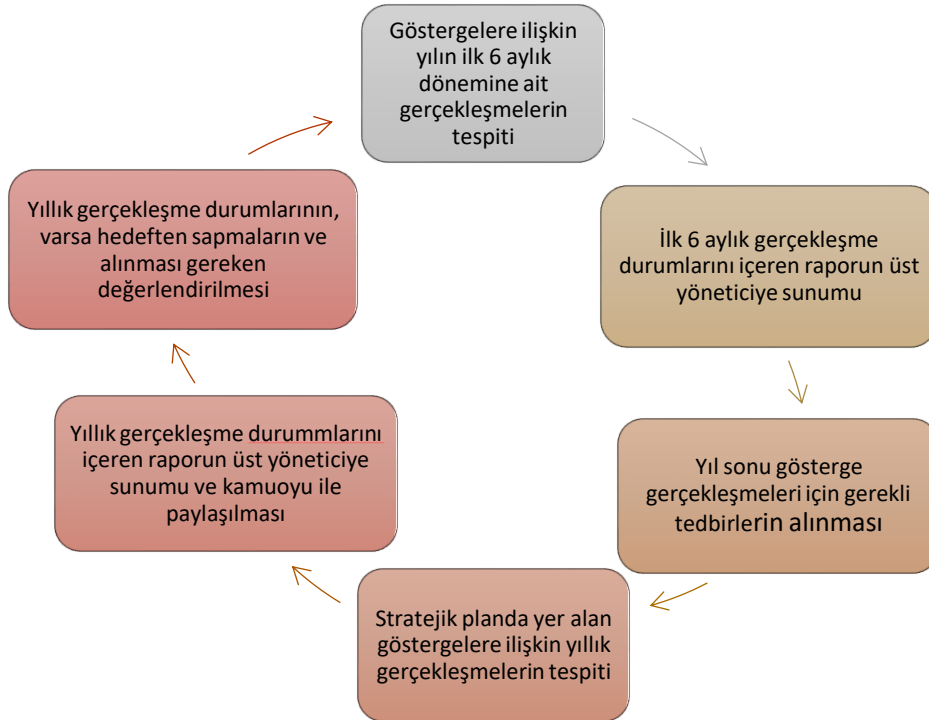 Göstergelere ilişkin
yılın ilk 6 aylık
dönemine ait
gerçekleşmelerin
tespiti
İlk 6 aylık gerçekleşme
durumlarını içeren raporun üst
yöneticiye sunumu
Yıl sonu gösterge
gerçekleşmeleri için gerekli
tedbirlerin alınması
Stratejik planda yer alan
göstergelere ilişkin yıllık
gerçekleşmelerin tespiti
Yıllık gerçekleşme durummlarını
içeren raporun üst yöneticiye
sunumu ve kamuoyu ile
paylaşılması
Yıllık gerçekleşme durumlarının,
varsa hedeften sapmaların ve
alınması gereken
değerlendirilmesi